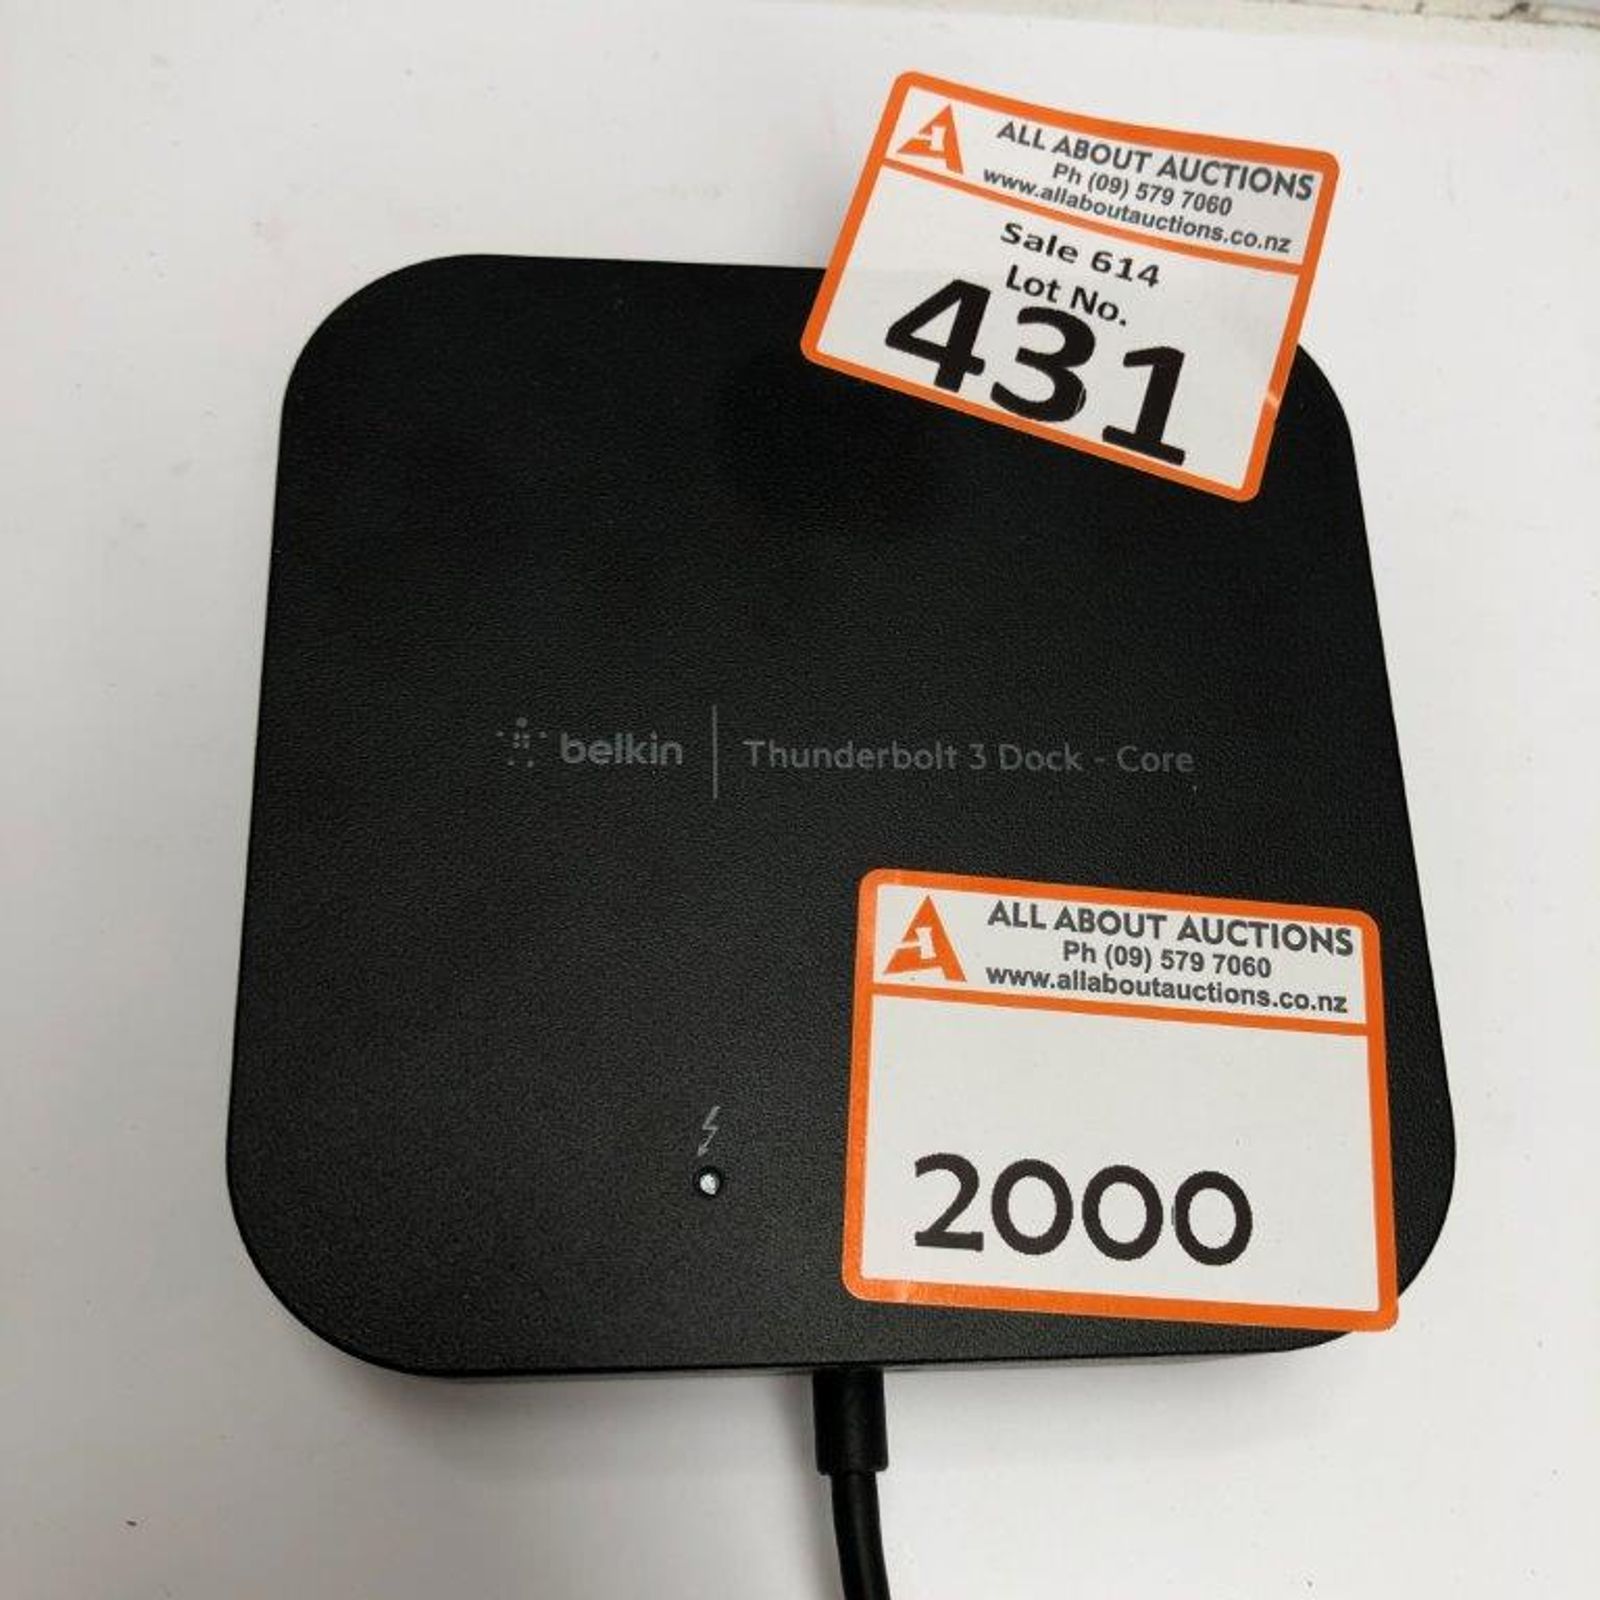 ALL ABOUT AUCTIONS
Ph (09) 579 7060
www.allaboutauctions.co.nz
Sale 614
Lot No.
431
belkin | Thunderbolt 3 Dock - Core
ALL ABOUT AUCTIONS
Ph (09) 579 7060
www.allaboutauctions.co.nz
2000